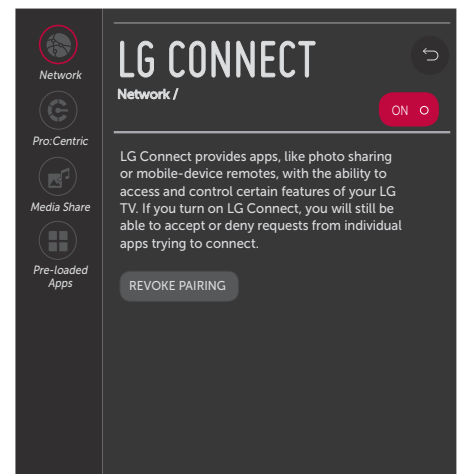 LG CONNECT
Network /
ON
Network
Pro:Centric
Media Share
Pre-loaded
Apps
LG Connect provides apps, like photo sharing
or mobile-device remotes, with the ability to
access and control certain features of your LG
TV. If you turn on LG Connect, you will still be
able to accept or deny requests from individual
apps trying to connect.
REVOKE PAIRING